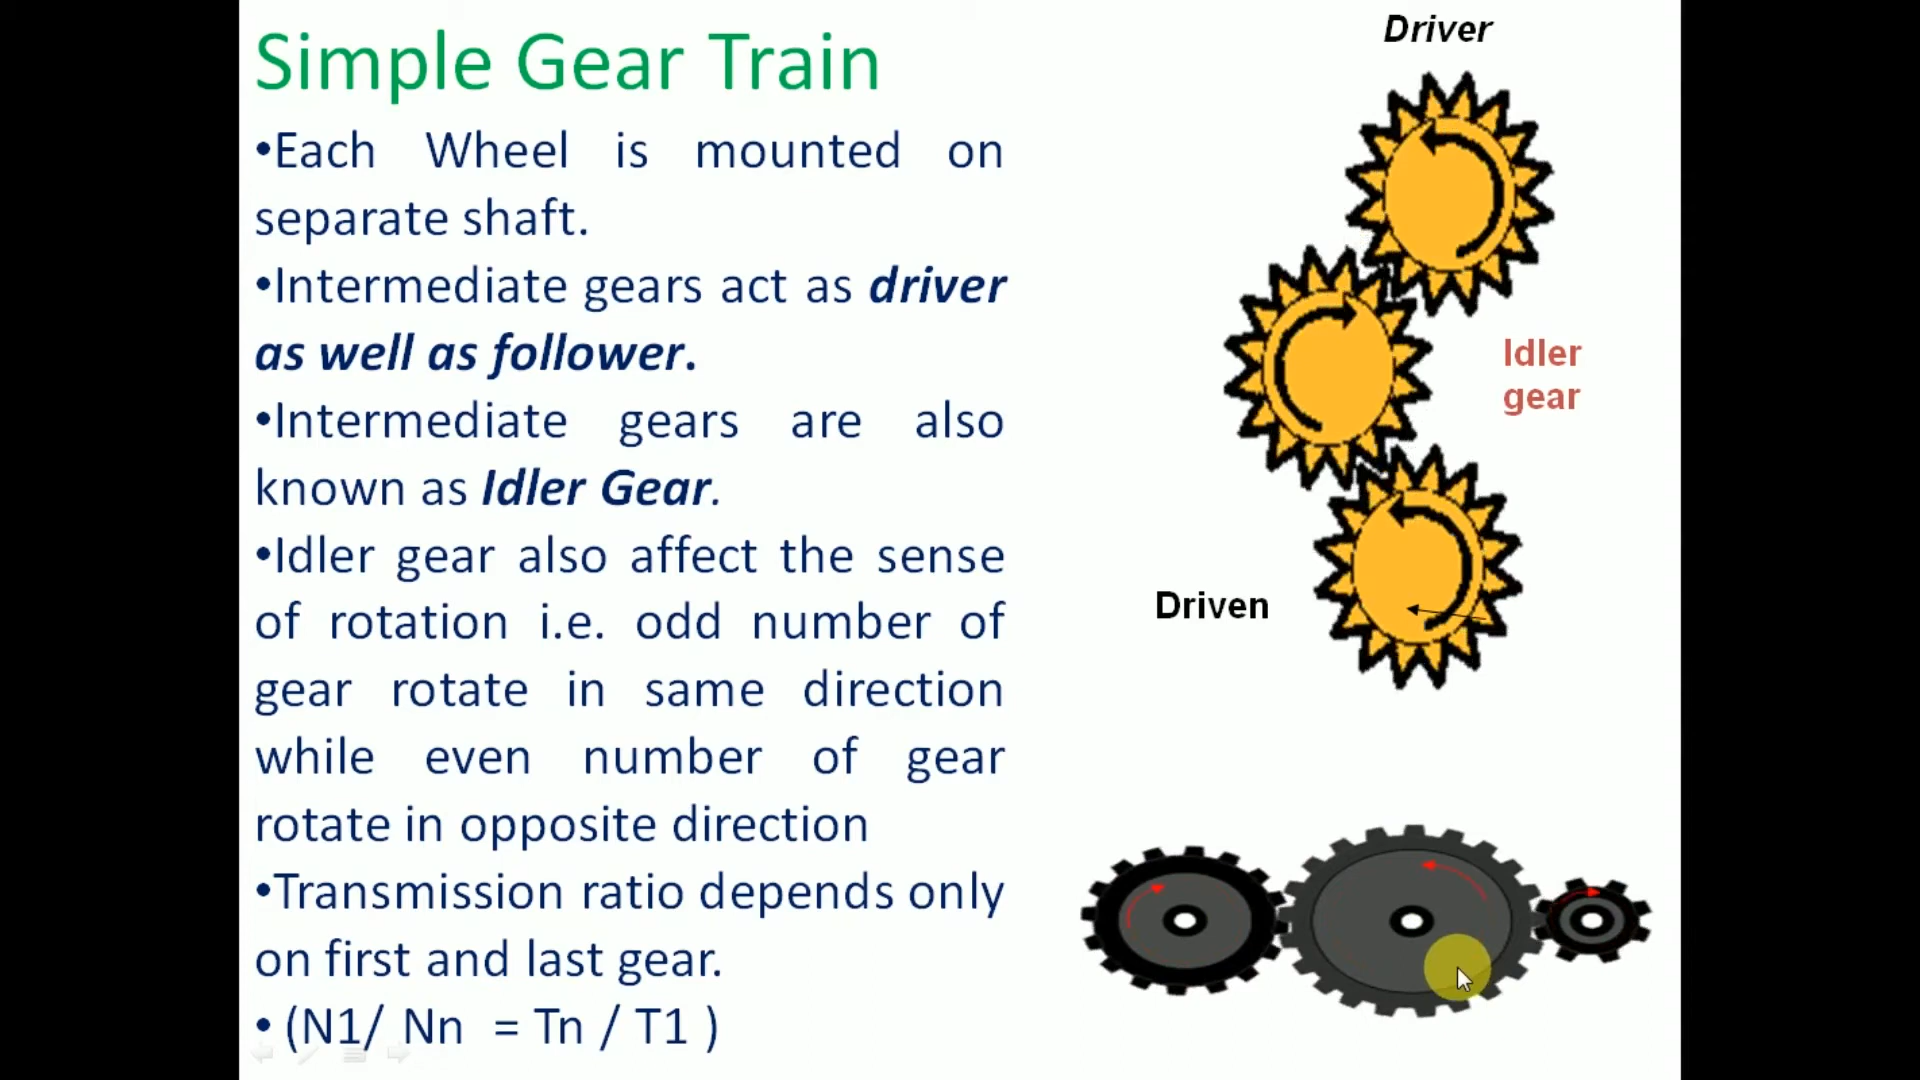 Simple Gear Train
•Each Wheel is mounted on
separate shaft.
•Intermediate gears act as driver
as well as follower.
•Intermediate gears are also
known as Idler Gear.
•Idler gear also affect the sense
of rotation i.e. odd number of
gear rotate in same direction
while even number of gear
rotate in opposite direction
•Transmission ratio depends only
on first and last gear.
• (N1/ Nn = Tn / T1 )
Driver
Idler
gear
Driven